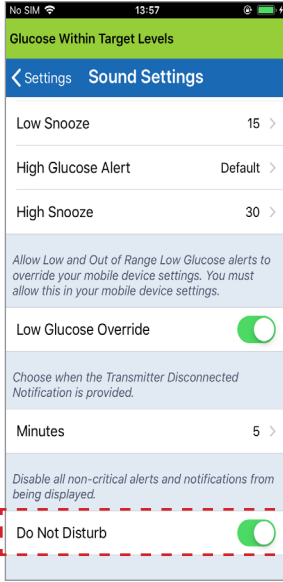 No SIM 13:57
Glucose Within Target Levels
Settings Sound Settings
Low Snooze 15
High Glucose Alert Default
High Snooze 30
Allow Low and Out of Range Low Glucose alerts to
override your mobile device settings. You must
allow this in your mobile device settings.
Low Glucose Override
Choose when the Transmitter Disconnected
Notification is provided.
Minutes 5
Disable all non-critical alerts and notifications from
being displayed.
Do Not Disturb